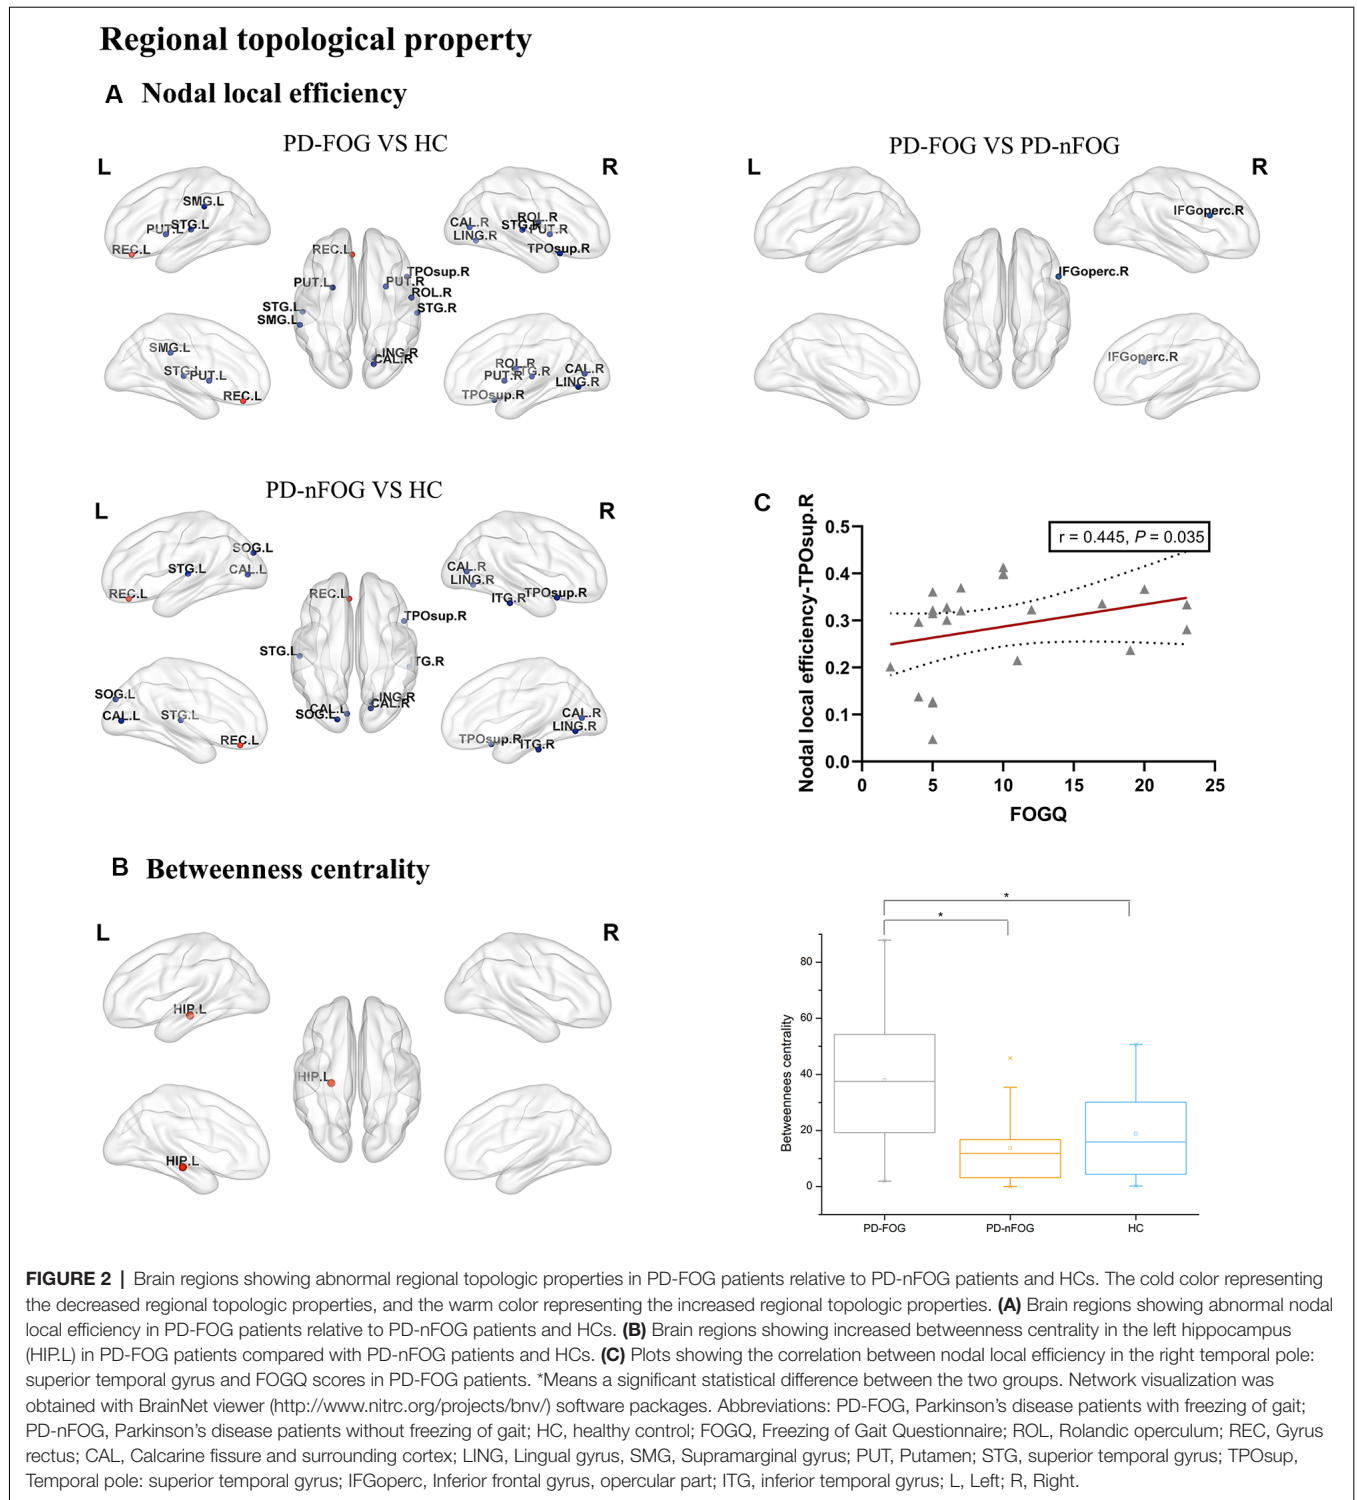 Regional topological property
A Nodal local efficiency
PD-FOG VS HC
L
R
SMG.L
PUT.L
STG.L
REC.L
CAL.R
LING.R
ROL.R
STG.R
PUT.R
TPOsup.R
REC.L
TPOsup.R
PUT.L
PUT.R
ROL.R
STG.L
STG.R
SMG.L
LING.R
CAL.R
SMG.L
STG.L
PUT.L
REC.L
ROL.R
PUT.R
STG.R
CAL.R
LING.R
TPOsup.R
PD-FOG VS PD-nFOG
L
R
IFGoperc.R
IFGoperc.R
IFGoperc.R
PD-nFOG VS HC
L
R
SOG.L
STG.L
CAL.L
REC.L
CAL.R
LING.R
ITG.R
TPOsup.R
REC.L
TPOsup.R
STG.L
ITG.R
LING.R
CAL.R
CAL.L
SOG.L
SOG.L
CAL.L
STG.L
REC.L
CAL.R
LING.R
TPOsup.R
ITG.R
C
Nodal local efficiency-TPOsup.R
0.5
0.4
0.3
0.2
0.1
0.0
r = 0.445, P = 0.035
0 5 10 15 20 25
FOGQ
B Betweenness centrality
L
R
HIP.L
HIP.L
HIP.L
*
*
Betweennees centrality
80
60
40
20
0
PD-FOG PD-nFOG HC
FIGURE 2 | Brain regions showing abnormal regional topologic properties in PD-FOG patients relative to PD-nFOG patients and HCs. The cold color representing
the decreased regional topologic properties, and the warm color representing the increased regional topologic properties. (A) Brain regions showing abnormal nodal
local efficiency in PD-FOG patients relative to PD-nFOG patients and HCs. (B) Brain regions showing increased betweenness centrality in the left hippocampus
(HIP.L) in PD-FOG patients compared with PD-nFOG patients and HCs. (C) Plots showing the correlation between nodal local efficiency in the right temporal pole:
superior temporal gyrus and FOGQ scores in PD-FOG patients. *Means a significant statistical difference between the two groups. Network visualization was
obtained with BrainNet viewer (http://www.nitrc.org/projects/bnv/) software packages. Abbreviations: PD-FOG, Parkinson's disease patients with freezing of gait;
PD-nFOG, Parkinson's disease patients without freezing of gait; HC, healthy control; FOGQ, Freezing of Gait Questionnaire; ROL, Rolandic operculum; REC, Gyrus
rectus; CAL, Calcarine fissure and surrounding cortex; LING, Lingual gyrus, SMG, Supramarginal gyrus; PUT, Putamen; STG, superior temporal gyrus; TPOsup,
Temporal pole: superior temporal gyrus; IFGoperc, Inferior frontal gyrus, opercular part; ITG, inferior temporal gyrus; L, Left; R, Right.